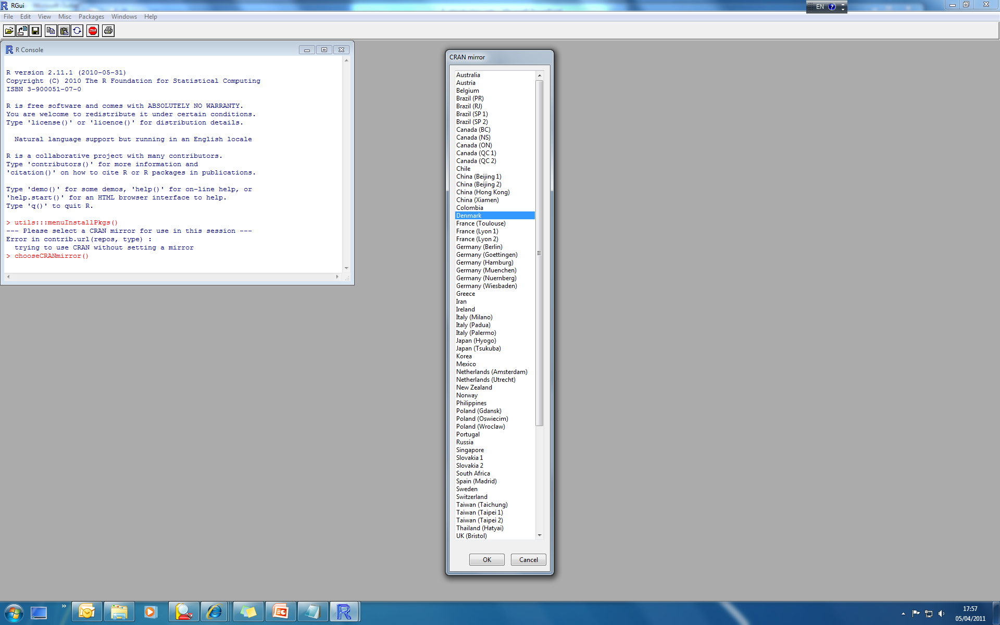 RGui
EN
File Edit View Misc Packages Windows Help
STOP
R Console
R version 2.11.1 (2010-05-31)
Copyright (C) 2010 The R Foundation for Statistical Computing
ISBN 3-900051-07-0
R is free software and comes with ABSOLUTELY NO WARRANTY.
You are welcome to redistribute it under certain conditions.
Type 'license()' or 'licence()' for distribution details.
Natural language support but running in an English locale
R is a collaborative project with many contributors.
Type 'contributors()' for more information and
'citation()' on how to cite R or R packages in publications.
Type 'demo()' for some demos, 'help()' for on-line help, or
'help.start()' for an HTML browser interface to help.
Type 'q()' to quit R.
> utils:::menuInstallPkgs()
--- Please select a CRAN mirror for use in this session ---
Error in contrib.url(repos, type) :
trying to use CRAN without setting a mirror
> chooseCRANmirror()
CRAN mirror
Australia
Austria
Belgium
Brazil (PR)
Brazil (RJ)
Brazil (SP 1)
Brazil (SP 2)
Canada (BC)
Canada (NS)
Canada (ON)
Canada (QC 1)
Canada (QC 2)
Chile
China (Beijing 1)
China (Beijing 2)
China (Hong Kong)
China (Xiamen)
Colombia
Denmark
France (Toulouse)
France (Lyon 1)
France (Lyon 2)
Germany (Berlin)
Germany (Goettingen)
Germany (Hamburg)
Germany (Muenchen)
Germany (Nuernberg)
Germany (Wiesbaden)
Greece
Iran
Ireland
Italy (Milano)
Italy (Padua)
Italy (Palermo)
Japan (Hyogo)
Japan (Tsukuba)
Korea
Mexico
Netherlands (Amsterdam)
Netherlands (Utrecht)
New Zealand
Norway
Philippines
Poland (Gdansk)
Poland (Oswiecim)
Poland (Wroclaw)
Portugal
Russia
Singapore
Slovakia 1
Slovakia 2
South Africa
Spain (Madrid)
Sweden
Switzerland
Taiwan (Taichung)
Taiwan (Taipei 1)
Taiwan (Taipei 2)
Thailand (Hatyai)
UK (Bristol)
OK Cancel
17:57
05/04/2011